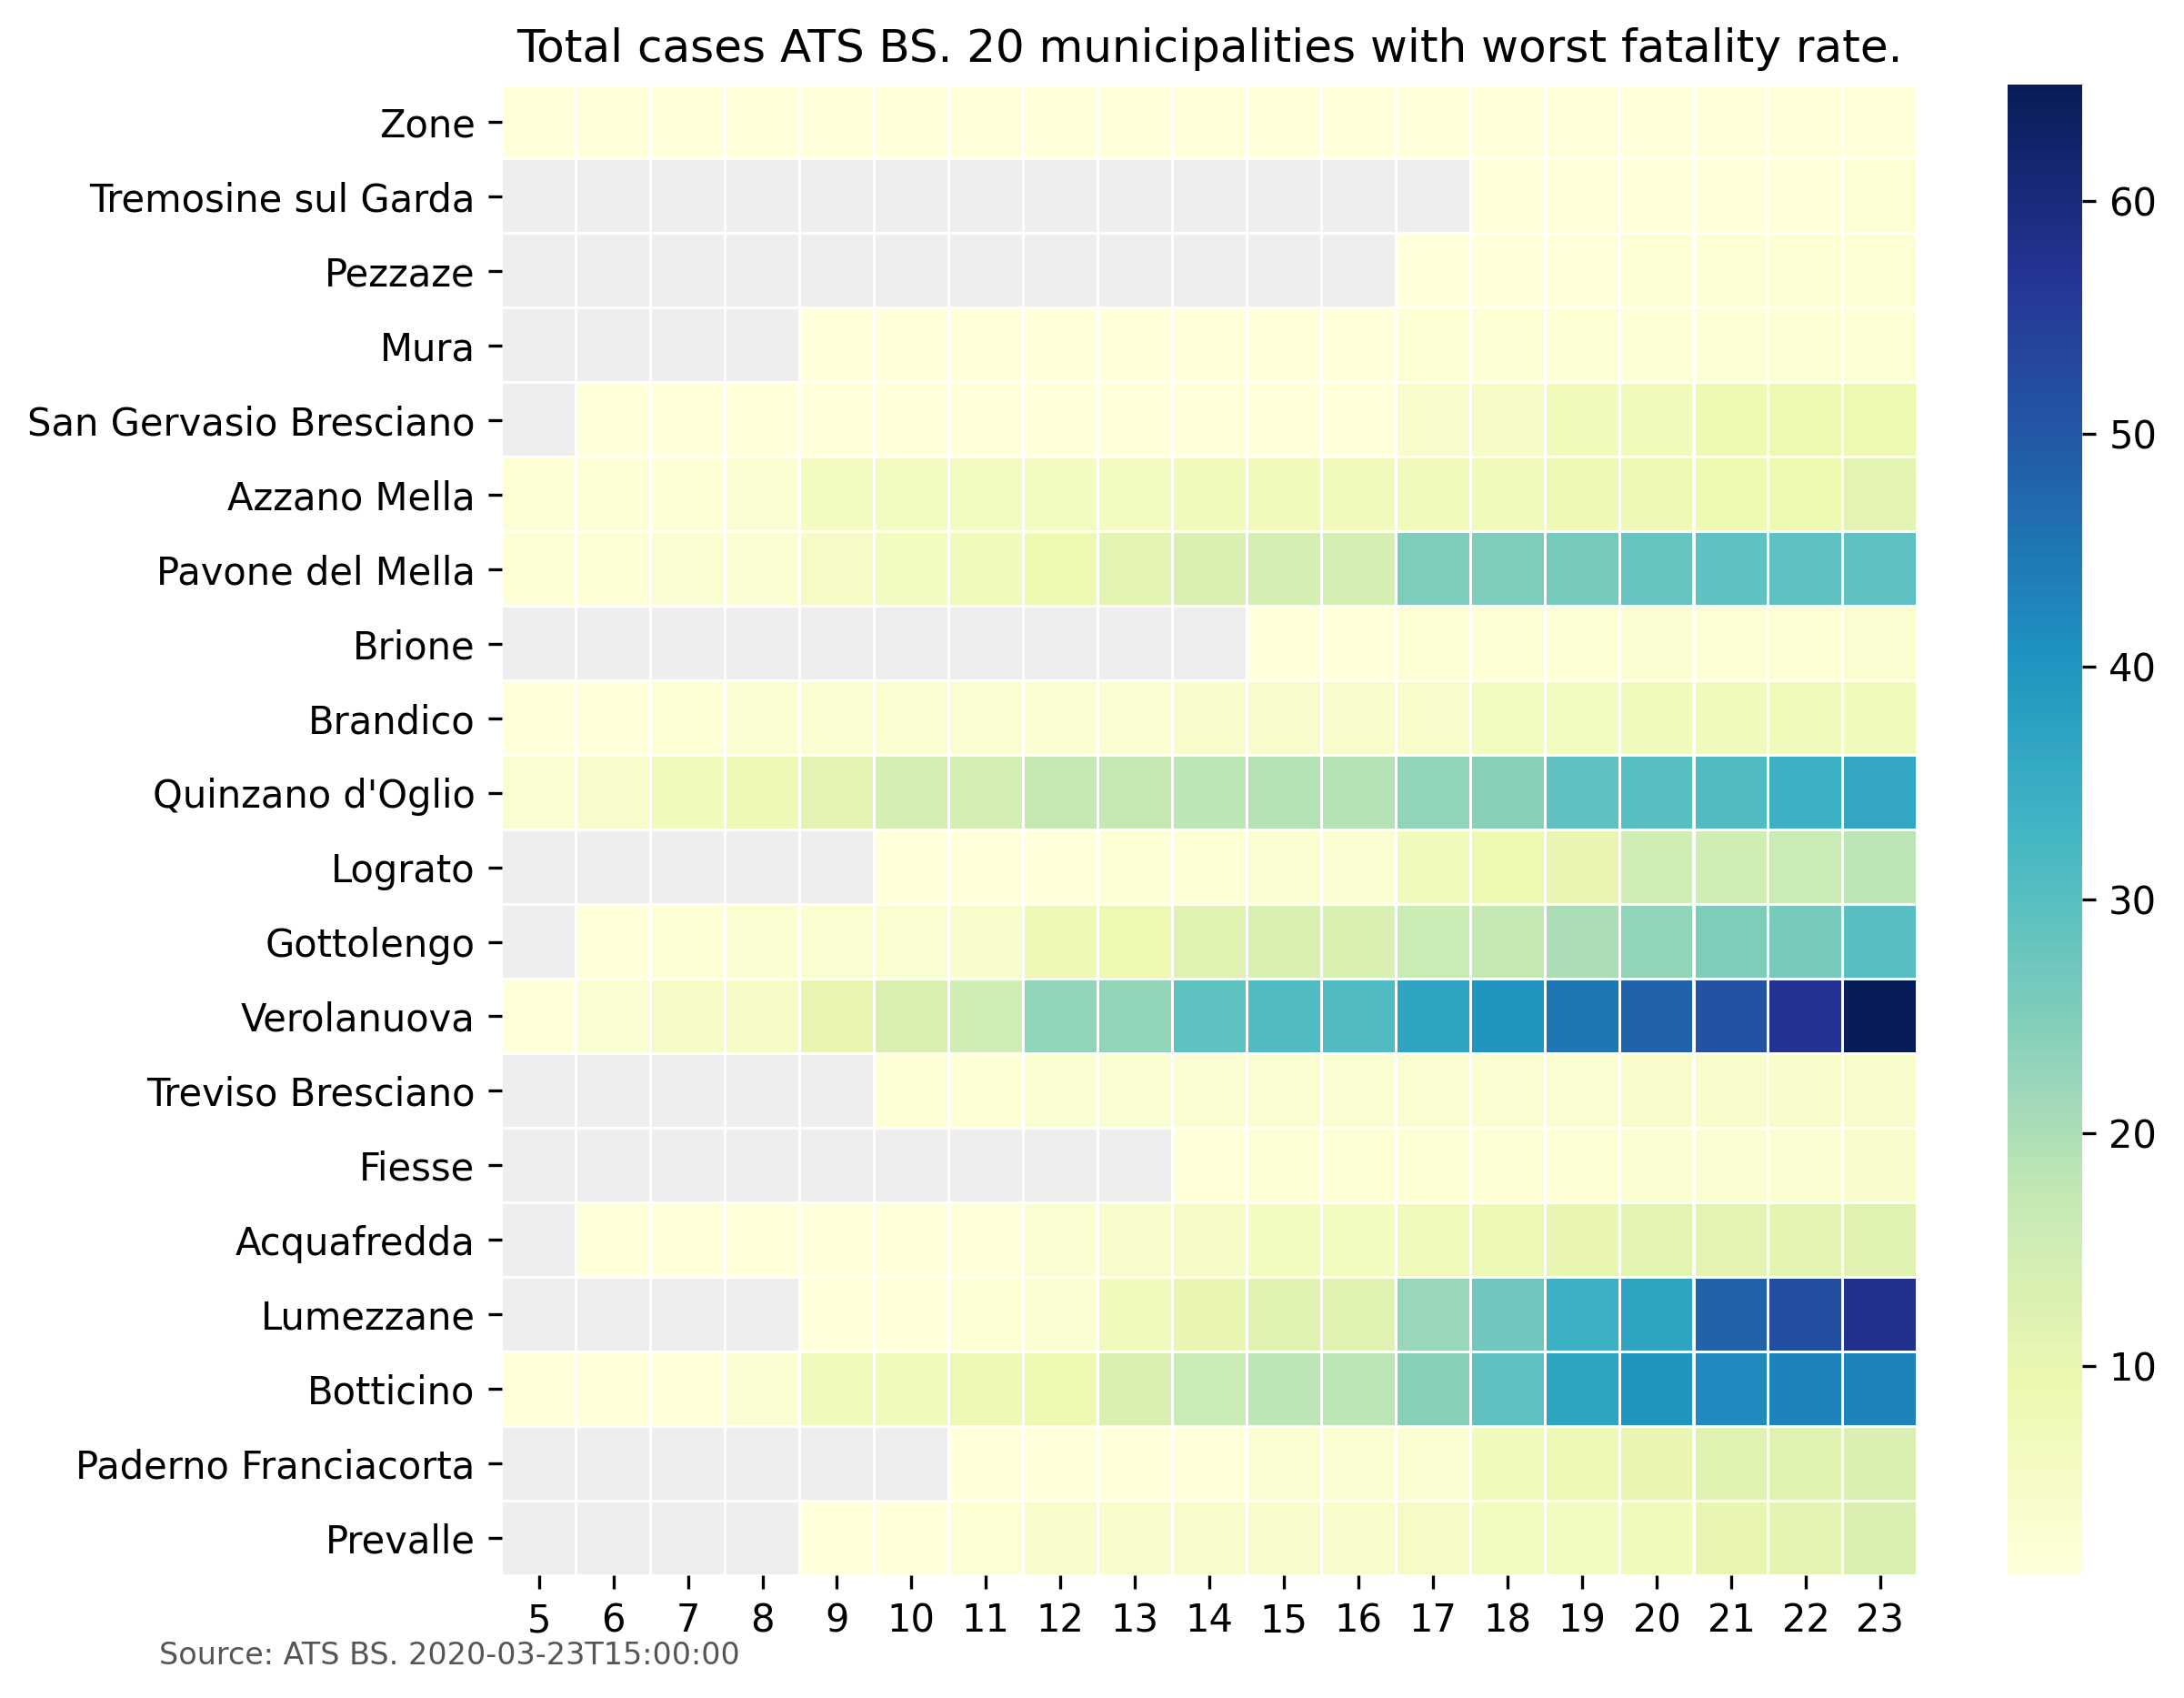 Total cases ATS BS. 20 municipalities with worst fatality rate.
Zone
Tremosine sul Garda
Pezzaze
Mura
San Gervasio Bresciano
Azzano Mella
Pavone del Mella
Brione
Brandico
Quinzano d'Oglio
Lograto
Gottolengo
Verolanuova
Treviso Bresciano
Fiesse
Acquafredda
Lumezzane
Botticino
Paderno Franciacorta
Prevalle
5 6 7 8 9 10 11 12 13 14 15 16 17 18 19 20 21 22 23
60
50
40
30
20
10
Source: ATS BS. 2020-03-23T15:00:00